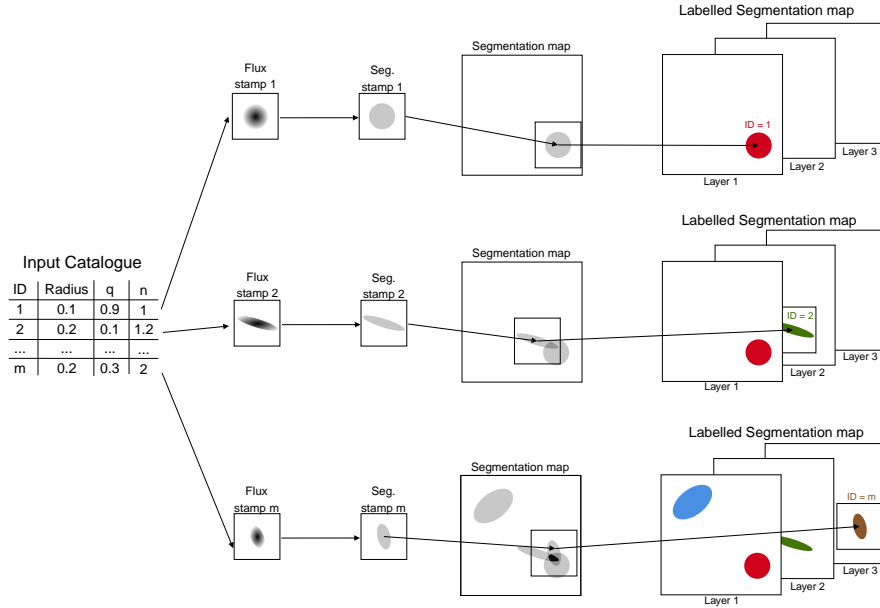 Labelled Segmentation map
Segmentation map
Flux
stamp 1
Seg.
stamp 1
ID = 1
Layer 1
Layer 2
Layer 3
Labelled Segmentation map
Segmentation map
Input Catalogue
ID Radius q n
1 0.1 0.9 1
2 0.2 0.1 1.2
... ... ... ...
m 0.2 0.3 2
Flux
stamp 2
Seg.
stamp 2
ID = 2
Layer 1
Layer 2
Layer 3
Labelled Segmentation map
Segmentation map
Flux
stamp m
Seg.
stamp m
ID = m
Layer 1
Layer 2
Layer 3